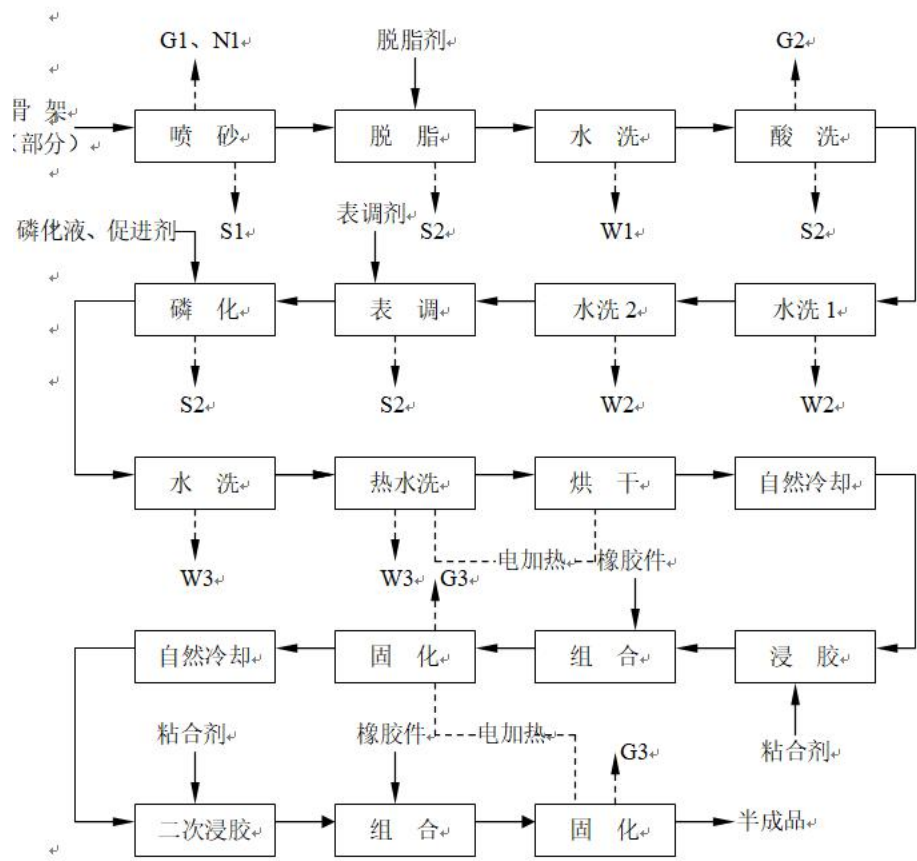 G1、N1
脱脂剂
G2
骨 架
（部分）
喷 砂
脱 脂
水 洗
酸 洗
S1
S2
W1
S2
磷化液、促进剂
表调剂
磷 化
表 调
水洗 2
水洗 1
S2
S2
W2
W2
水 洗
热水洗
烘 干
自然冷却
W3
W3
G3
电加热
橡胶件
自然冷却
固 化
组 合
浸 胶
粘合剂
橡胶件
电加热
G3
粘合剂
二次浸胶
组 合
固 化
半成品